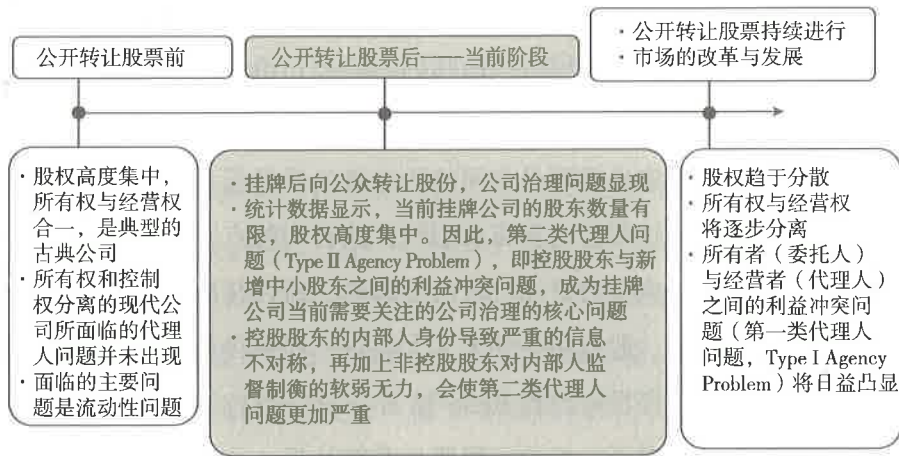 公开转让股票前
公开转让股票后——当前阶段
· 公开转让股票持续进行
· 市场的改革与发展
· 股权高度集中，
所有权与经营权
合一，是典型的
古典公司
· 所有权和控制
权分离的现代公
司所面临的代理
人问题并未出现
· 面临的主要问
题是流动性问题
· 挂牌后向公众转让股份，公司治理问题显现
· 统计数据显示，当前挂牌公司的股东数量有
限，股权高度集中。因此，第二类代理人问
题（Type II Agency Problem），即控股股东与新
增中小股东之间的利益冲突问题，成为挂牌
公司当前需要关注的公司治理的核心问题
· 控股股东的内部人身份导致严重的信息
不对称，再加上非控股股东对内部人监
督制衡的软弱无力，会使第二类代理人
问题更加严重
· 股权趋于分散
· 所有权与经营权
将逐步分离
· 所有者（委托人）
与经营者（代理人）
之间的利益冲突问
题（第一类代理人
问题，Type I Agency
Problem）将日益凸显